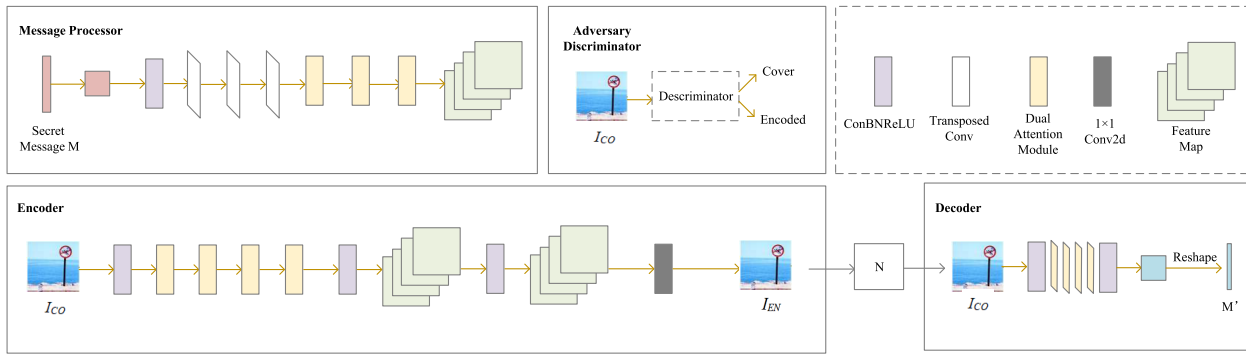 Message Processor
Secret
Message M
Adversary
Discriminator
I_CO
Descriminator
Cover
Encoded
ConBNReLU
Transposed
Conv
Dual
Attention
Module
1×1
Conv2d
Feature
Map
Encoder
I_CO
I_EN
N
Decoder
I_CO
Reshape
M’